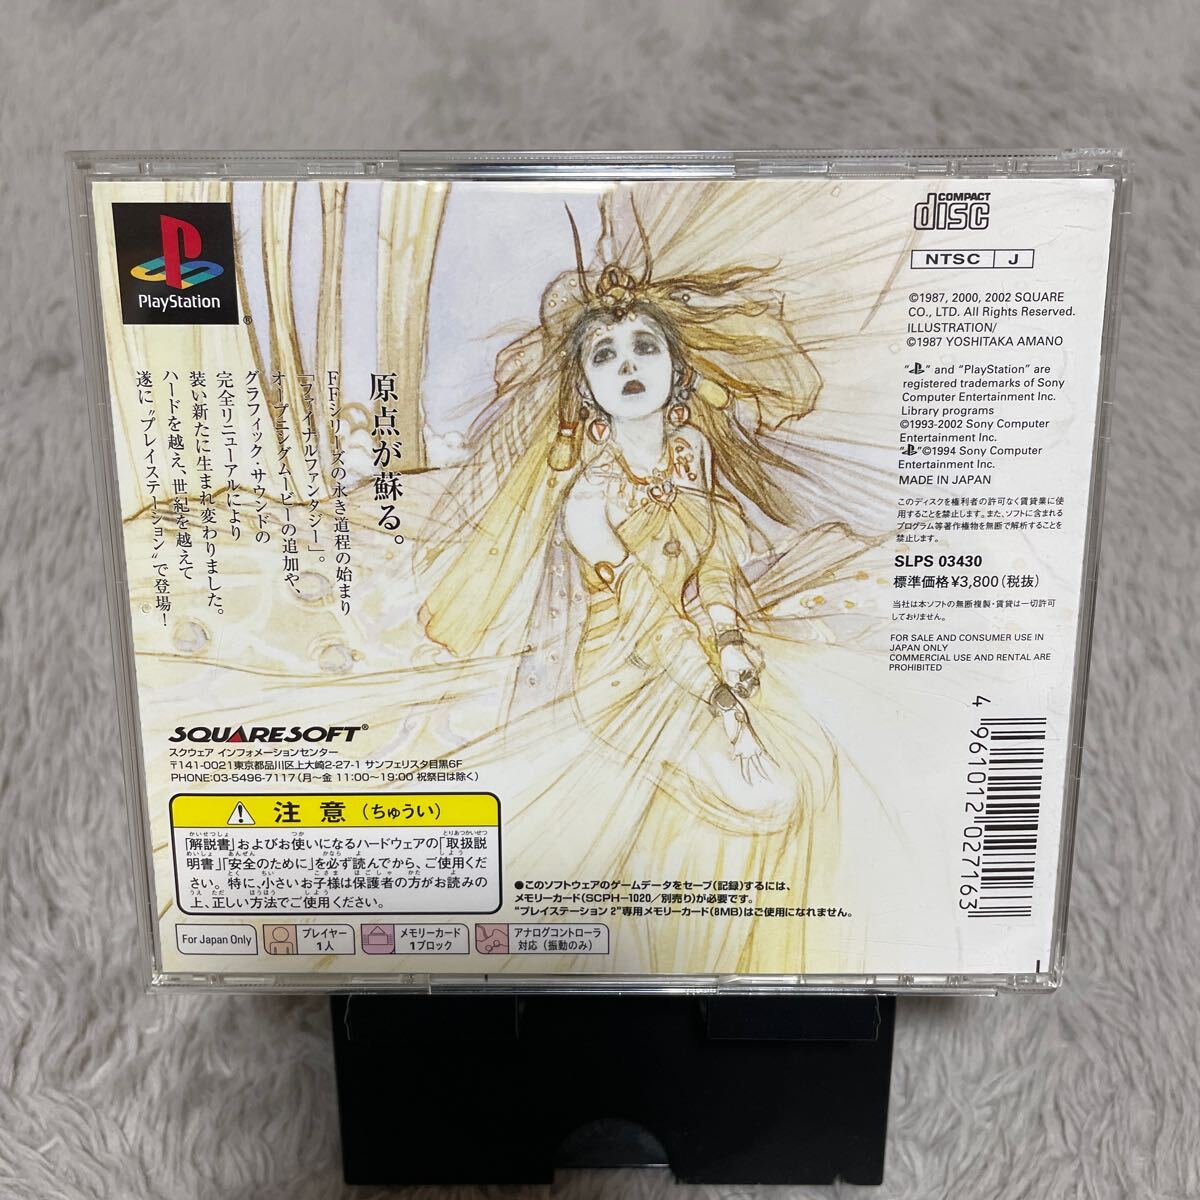 PlayStation
®
原点が蘇る。
FFシリーズの永き道程の始まり
「ファイナルファンタジー」。
オープニングムービーの追加や、
グラフィック・サウンドの
完全リニューアルにより
装い新たに生まれ変わりました。
ハードを越え、世紀を越えて
遂に“プレイステーション”で登場!
COMPACT
disc
NTSC J
©1987, 2000, 2002 SQUARE
CO., LTD. All Rights Reserved.
ILLUSTRATION/
©1987 YOSHITAKA AMANO
“ ” and “PlayStation” are
registered trademarks of Sony
Computer Entertainment Inc.
Library programs
©1993-2002 Sony Computer
Entertainment Inc.
“ ”©1994 Sony Computer
Entertainment Inc.
MADE IN JAPAN
このディスクを権利者の許可なく賃貸業に使
用することを禁止します。また、ソフトに含まれる
プログラム等著作権物を無断で解析することを
禁止します。
SLPS 03430
標準価格¥3,800(税抜)
当社は本ソフトの無断複製・賃貸は一切許可
しておりません。
FOR SALE AND CONSUMER USE IN
JAPAN ONLY
COMMERCIAL USE AND RENTAL ARE
PROHIBITED
4 961012 027163
SQUARESOFT®
スクウェア インフォメーションセンター
〒141-0021東京都品川区上大崎2-27-1 サンフェリスタ目黒6F
PHONE:03-5496-7117(月~金 11:00~19:00 祝祭日は除く)
注意(ちゅうい)
「解説書」およびお使いになるハードウェアの「取扱説
明書」「安全のために」を必ず読んでから、ご使用くだ
さい。特に、小さいお子様は保護者の方がお読みの
上、正しい方法でご使用ください。
●このソフトウェアのゲームデータをセーブ(記録)するには、
メモリーカード(SCPH-1020/別売り)が必要です。
“プレイステーション 2”専用メモリーカード(8MB)はご使用になれません。
For Japan Only
プレイヤー
1人
メモリーカード
1ブロック
アナログコントローラ
対応(振動のみ)